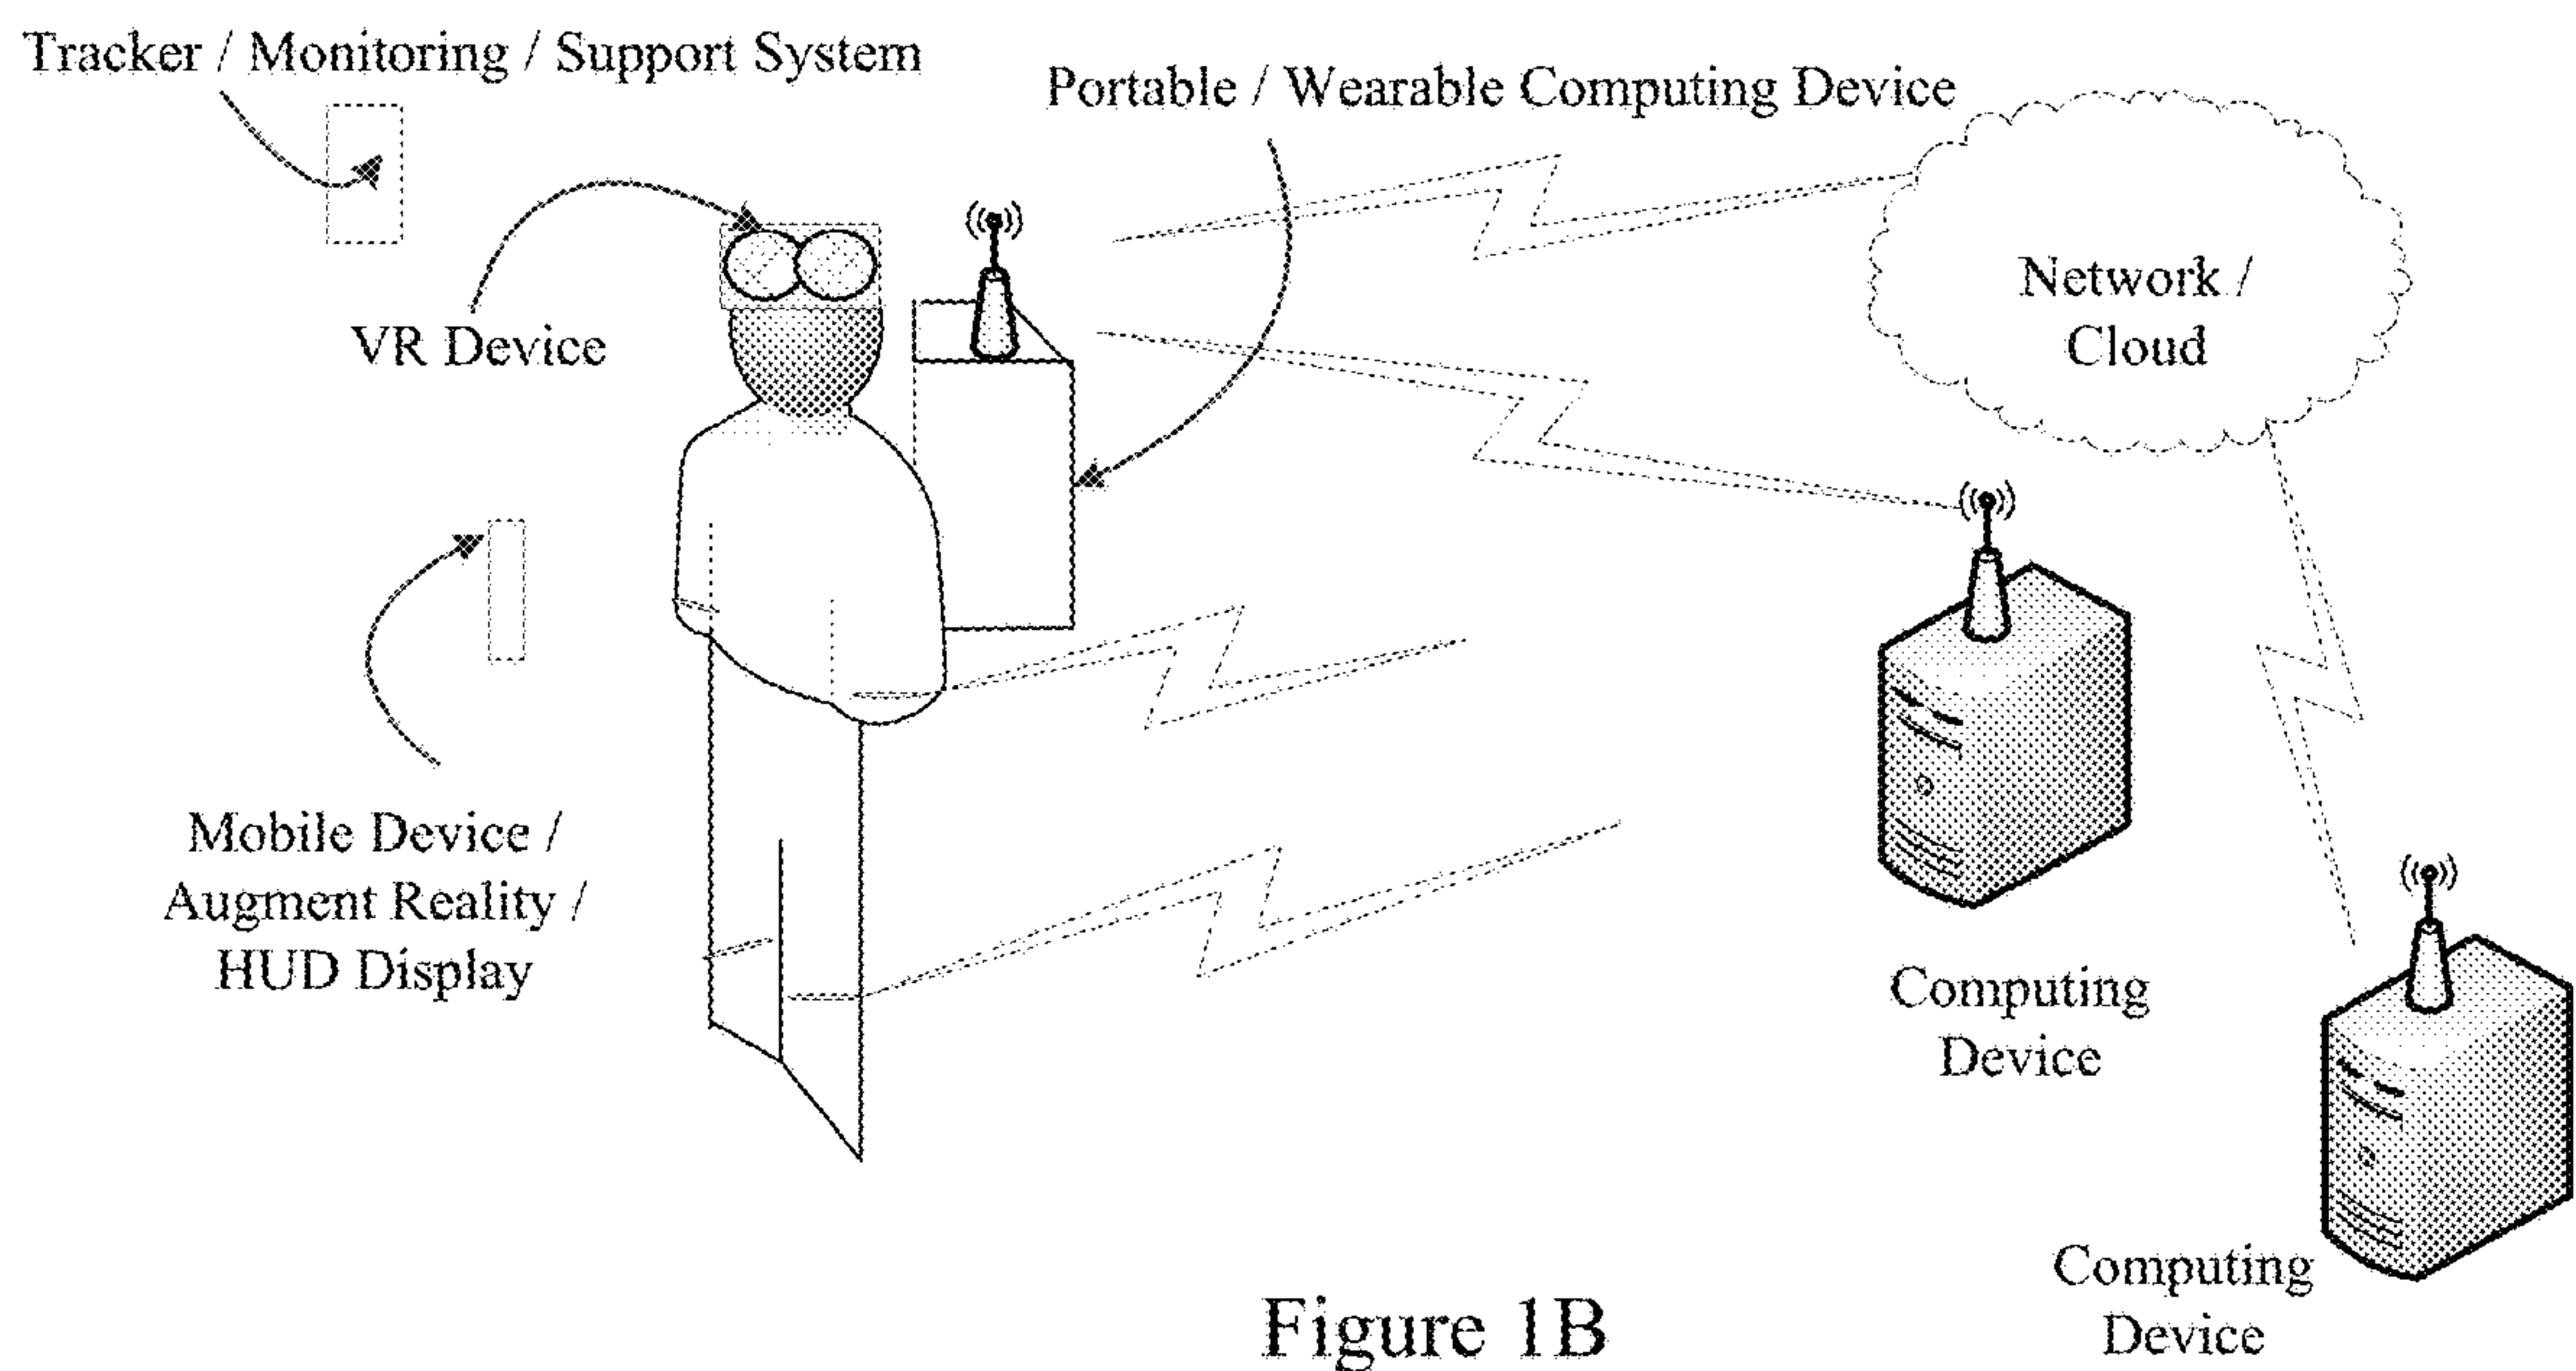 Tracker / Monitoring / Support System
Portable / Wearable Computing Device
VR Device
Network /
Cloud
Mobile Device /
Augment Reality /
HUD Display
Computing
Device
Computing
Device
Figure 1B